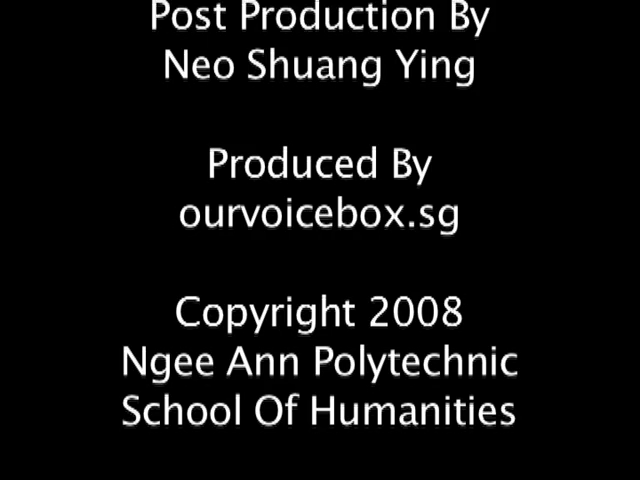 Post Production By
Neo Shuang Ying
Produced By
ourvoicebox.sg
Copyright 2008
Ngee Ann Polytechnic
School Of Humanities